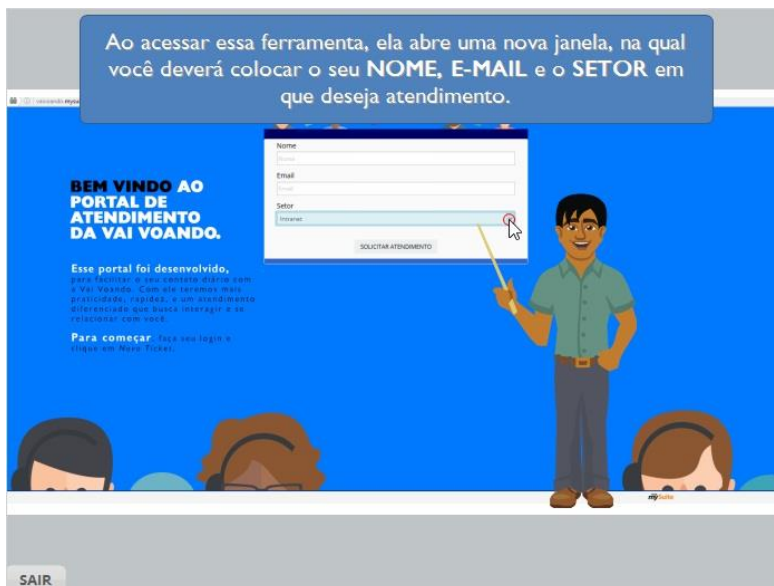 Ao acessar essa ferramenta, ela abre uma nova janela, na qual
você deverá colocar o seu NOME, E-MAIL e o SETOR em
que deseja atendimento.
Nome
Nome
Email
Email
Setor
Intranet
SOLICITAR ATENDIMENTO
BEM VINDO AO
PORTAL DE
ATENDIMENTO
DA VAI VOANDO.
Esse portal foi desenvolvido,
para facilitar o seu contato diário com
a Vai Voando. Com ele teremos mais
praticidade, rapidez, e um atendimento
diferenciado que busca interagir e se
relacionar com você.
Para começar, faça seu login e
clique em Novo Ticket.
mySuite
SAIR